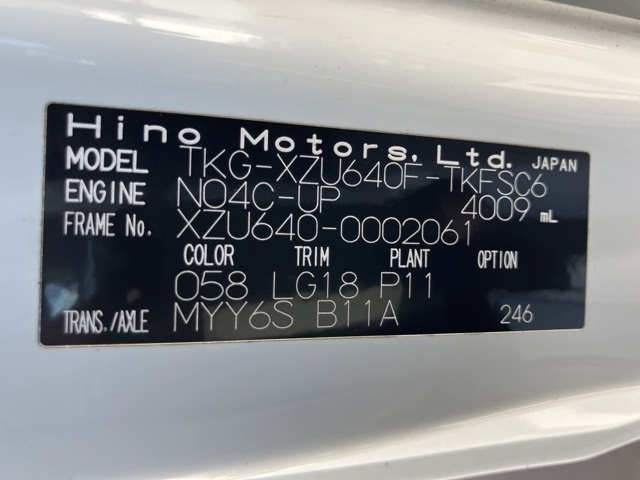 Hino Motors, Ltd. JAPAN
MODEL TKG-XZU640F-TKFSC6
ENGINE N04C-UP 4009 mL
FRAME No. XZU640-0002061
COLOR TRIM PLANT OPTION
058 LG18 P11
TRANS./AXLE MYY6S B11A 246